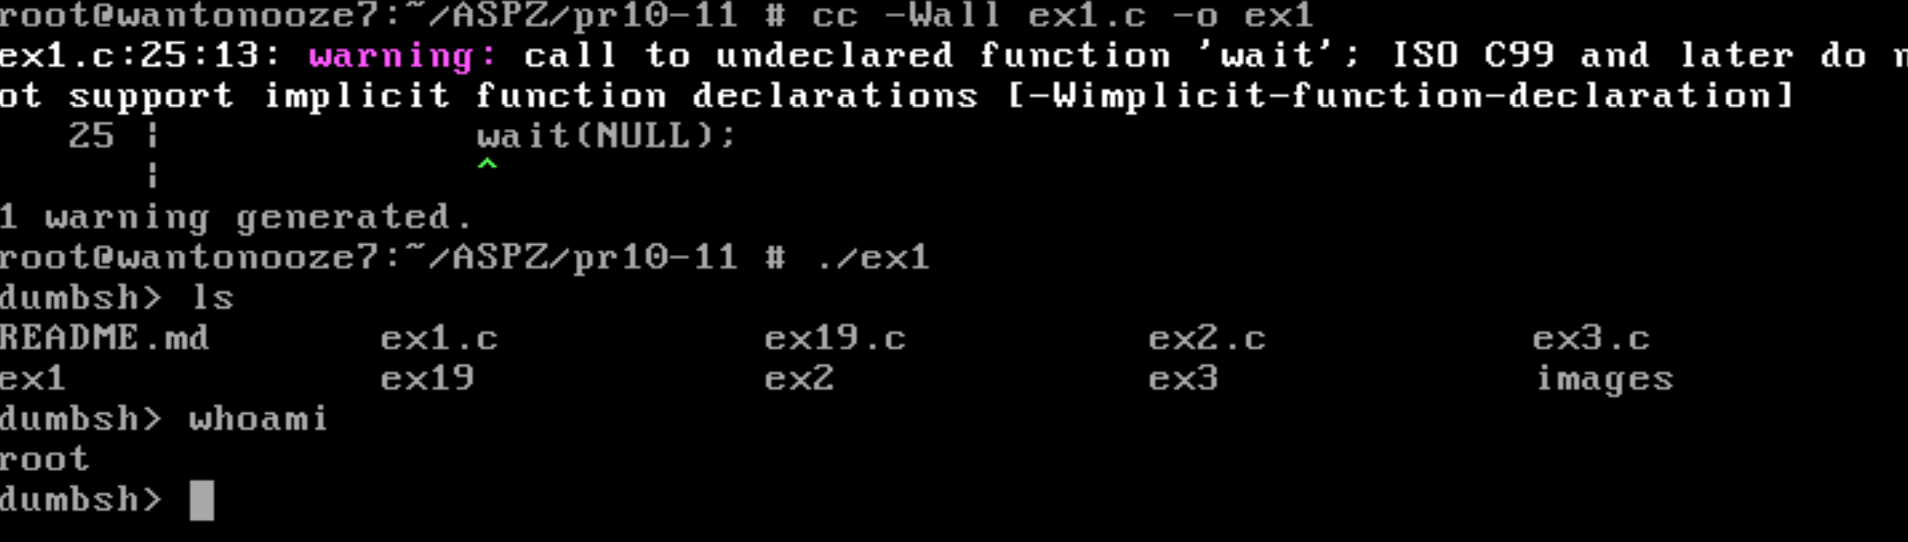 root@wantonooze7:~/ASPZ/pr10-11 # cc -Wall ex1.c -o ex1
ex1.c:25:13: warning: call to undeclared function 'wait'; ISO C99 and later do n
ot support implicit function declarations [-Wimplicit-function-declaration]
   25 |             wait(NULL);
      |             ^
1 warning generated.
root@wantonooze7:~/ASPZ/pr10-11 # ./ex1
dumbsh> ls
README.md       ex1.c           ex19.c          ex2.c           ex3.c
ex1             ex19            ex2             ex3             images
dumbsh> whoami
root
dumbsh>